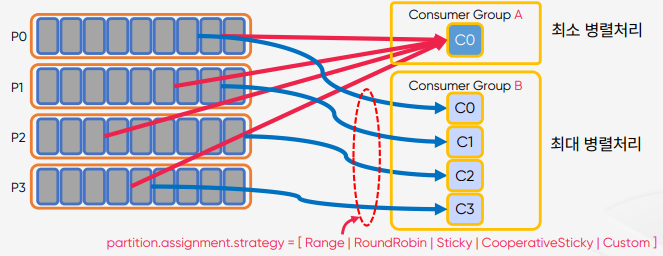 Consumer Group A
P0
C0
최소 병렬처리
P1
Consumer Group B
C0
P2
C1
최대 병렬처리
C2
P3
C3
partition.assignment.strategy = [ Range | RoundRobin | Sticky | CooperativeSticky | Custom ]